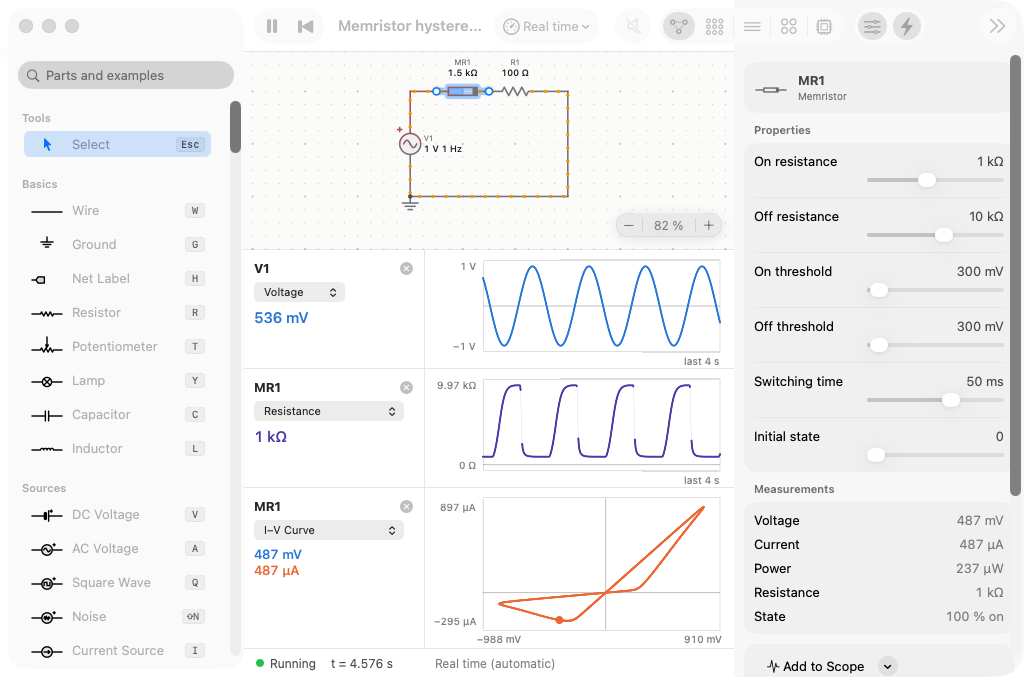 Memristor hystere...
Real time
Parts and examples
Tools
Select Esc
Basics
Wire W
Ground G
Net Label H
Resistor R
Potentiometer T
Lamp Y
Capacitor C
Inductor L
Sources
DC Voltage V
AC Voltage A
Square Wave Q
Noise ⇧N
Current Source I
MR1
1.5 kΩ
R1
100 Ω
V1
1 V 1 Hz
− 82 % +
V1
Voltage
536 mV
1 V
−1 V
last 4 s
MR1
Resistance
1 kΩ
9.97 kΩ
0 Ω
last 4 s
MR1
I–V Curve
487 mV
487 µA
897 µA
−295 µA
−988 mV 910 mV
Running t = 4.576 s Real time (automatic)
MR1
Memristor
Properties
On resistance 1 kΩ
Off resistance 10 kΩ
On threshold 300 mV
Off threshold 300 mV
Switching time 50 ms
Initial state 0
Measurements
Voltage 487 mV
Current 487 µA
Power 237 µW
Resistance 1 kΩ
State 100 % on
Add to Scope